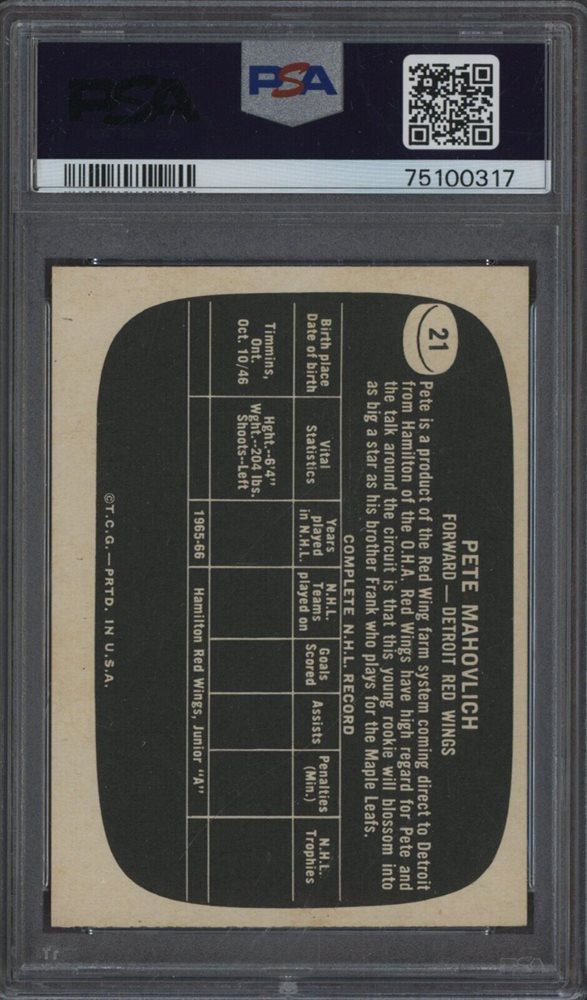 PSA
PSA
75100317
21
PETE MAHOVLICH
FORWARD — DETROIT RED WINGS
Pete is a product of the Red Wing farm system coming direct to Detroit
from Hamilton of the O.H.A. Red Wings have high regard for Pete and
the talk around the circuit is that this young rookie will blossom into
as big a star as his brother Frank who plays for the Maple Leafs.
COMPLETE N.H.L. RECORD
Birth place
Date of birth
Vital
Statistics
Years
played
in N.H.L.
N.H.L.
Teams
played on
Goals
Scored
Assists
Penalties
(Min.)
N.H.L.
Trophies
Timmins,
Ont.
Oct. 10/46
Hght.--6'4"
Wght.--204 lbs.
Shoots--Left
1965-66
Hamilton Red Wings, Junior "A"
©T.C.G.—PRTD. IN U.S.A.